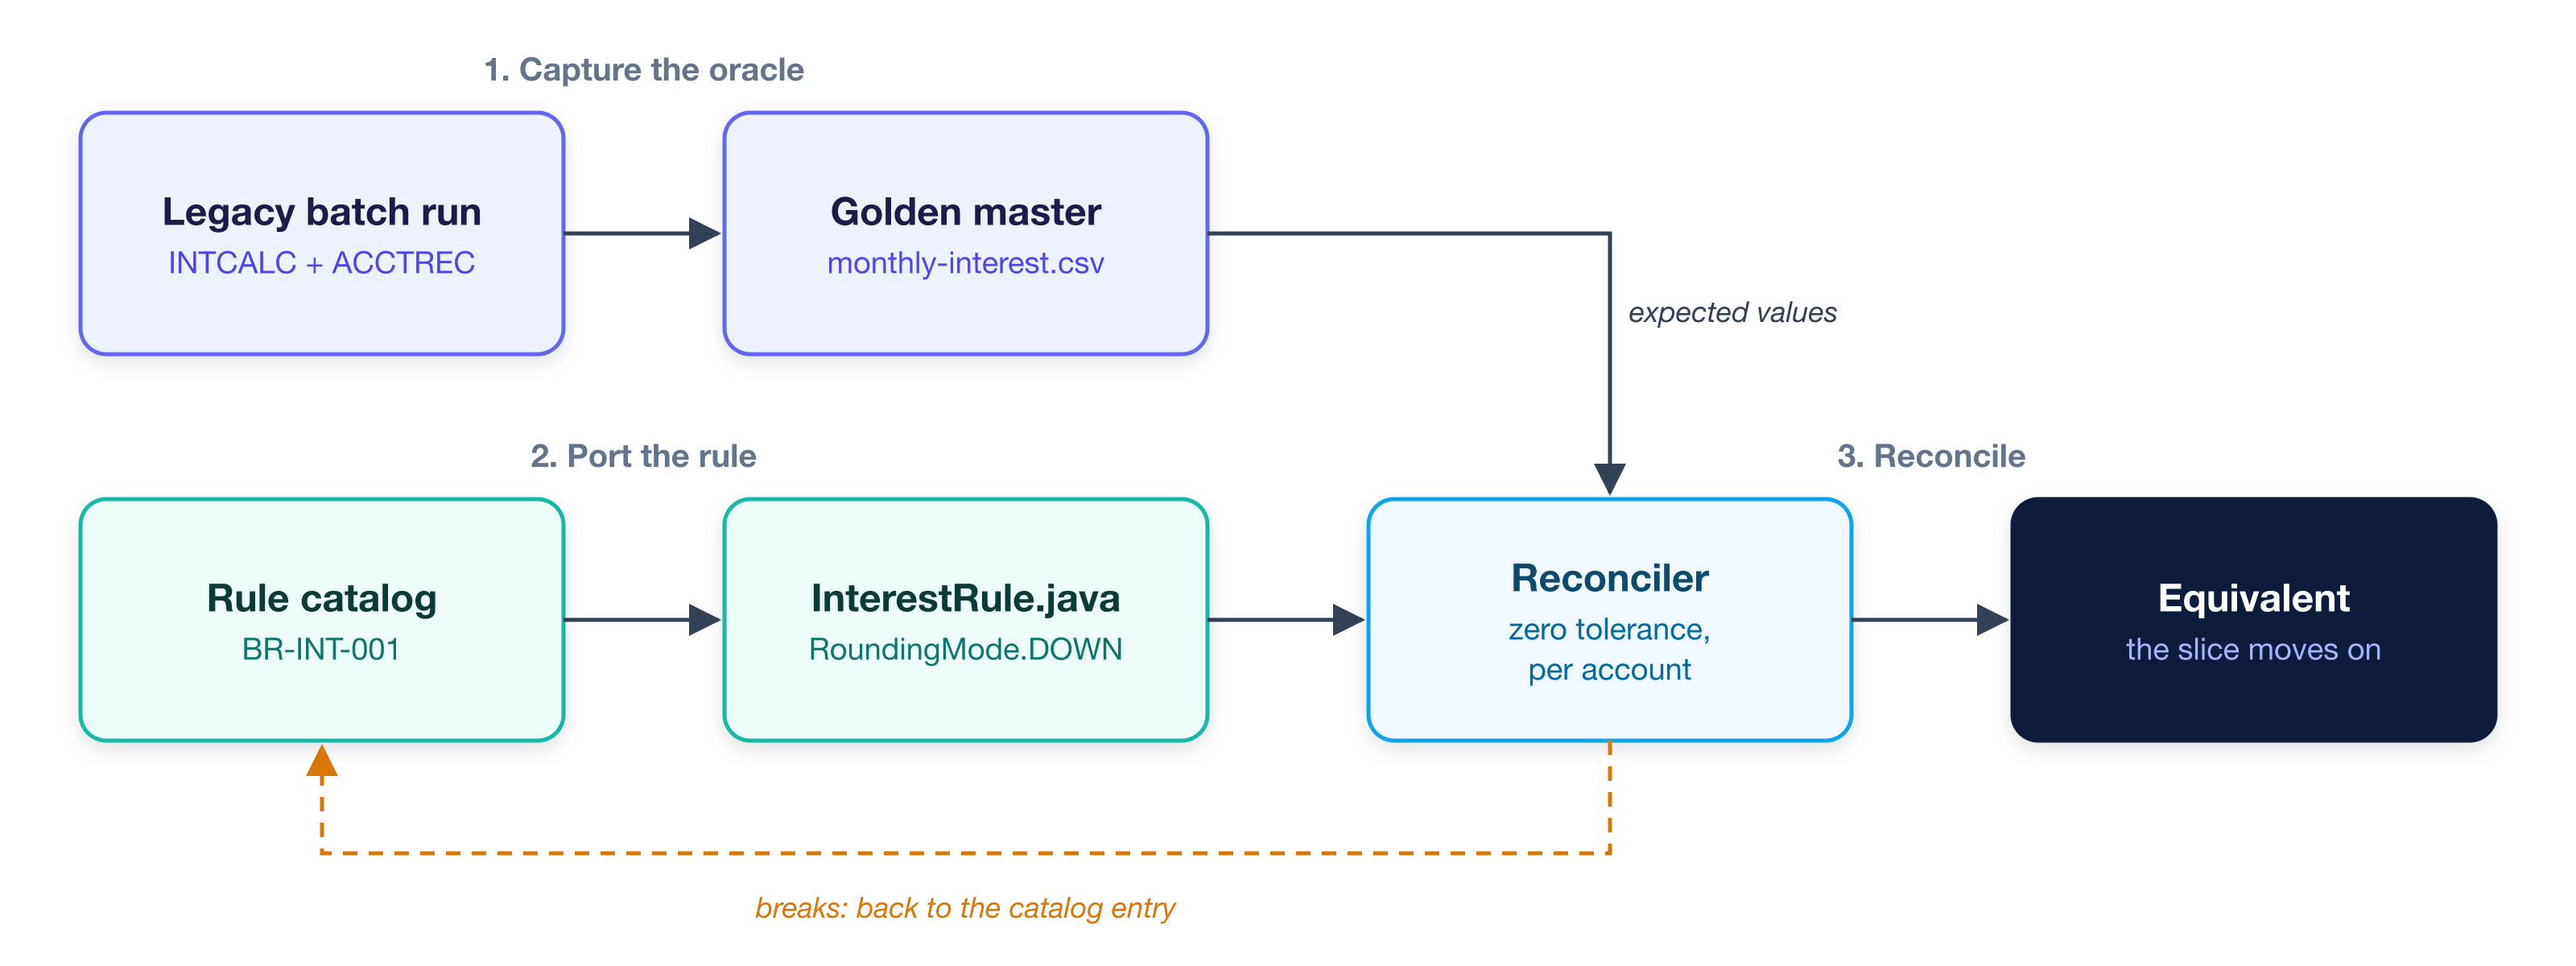 1. Capture the oracle
Legacy batch run
INTCALC + ACCTREC
Golden master
monthly-interest.csv
expected values
2. Port the rule
3. Reconcile
Rule catalog
BR-INT-001
InterestRule.java
RoundingMode.DOWN
Reconciler
zero tolerance,
per account
Equivalent
the slice moves on
breaks: back to the catalog entry